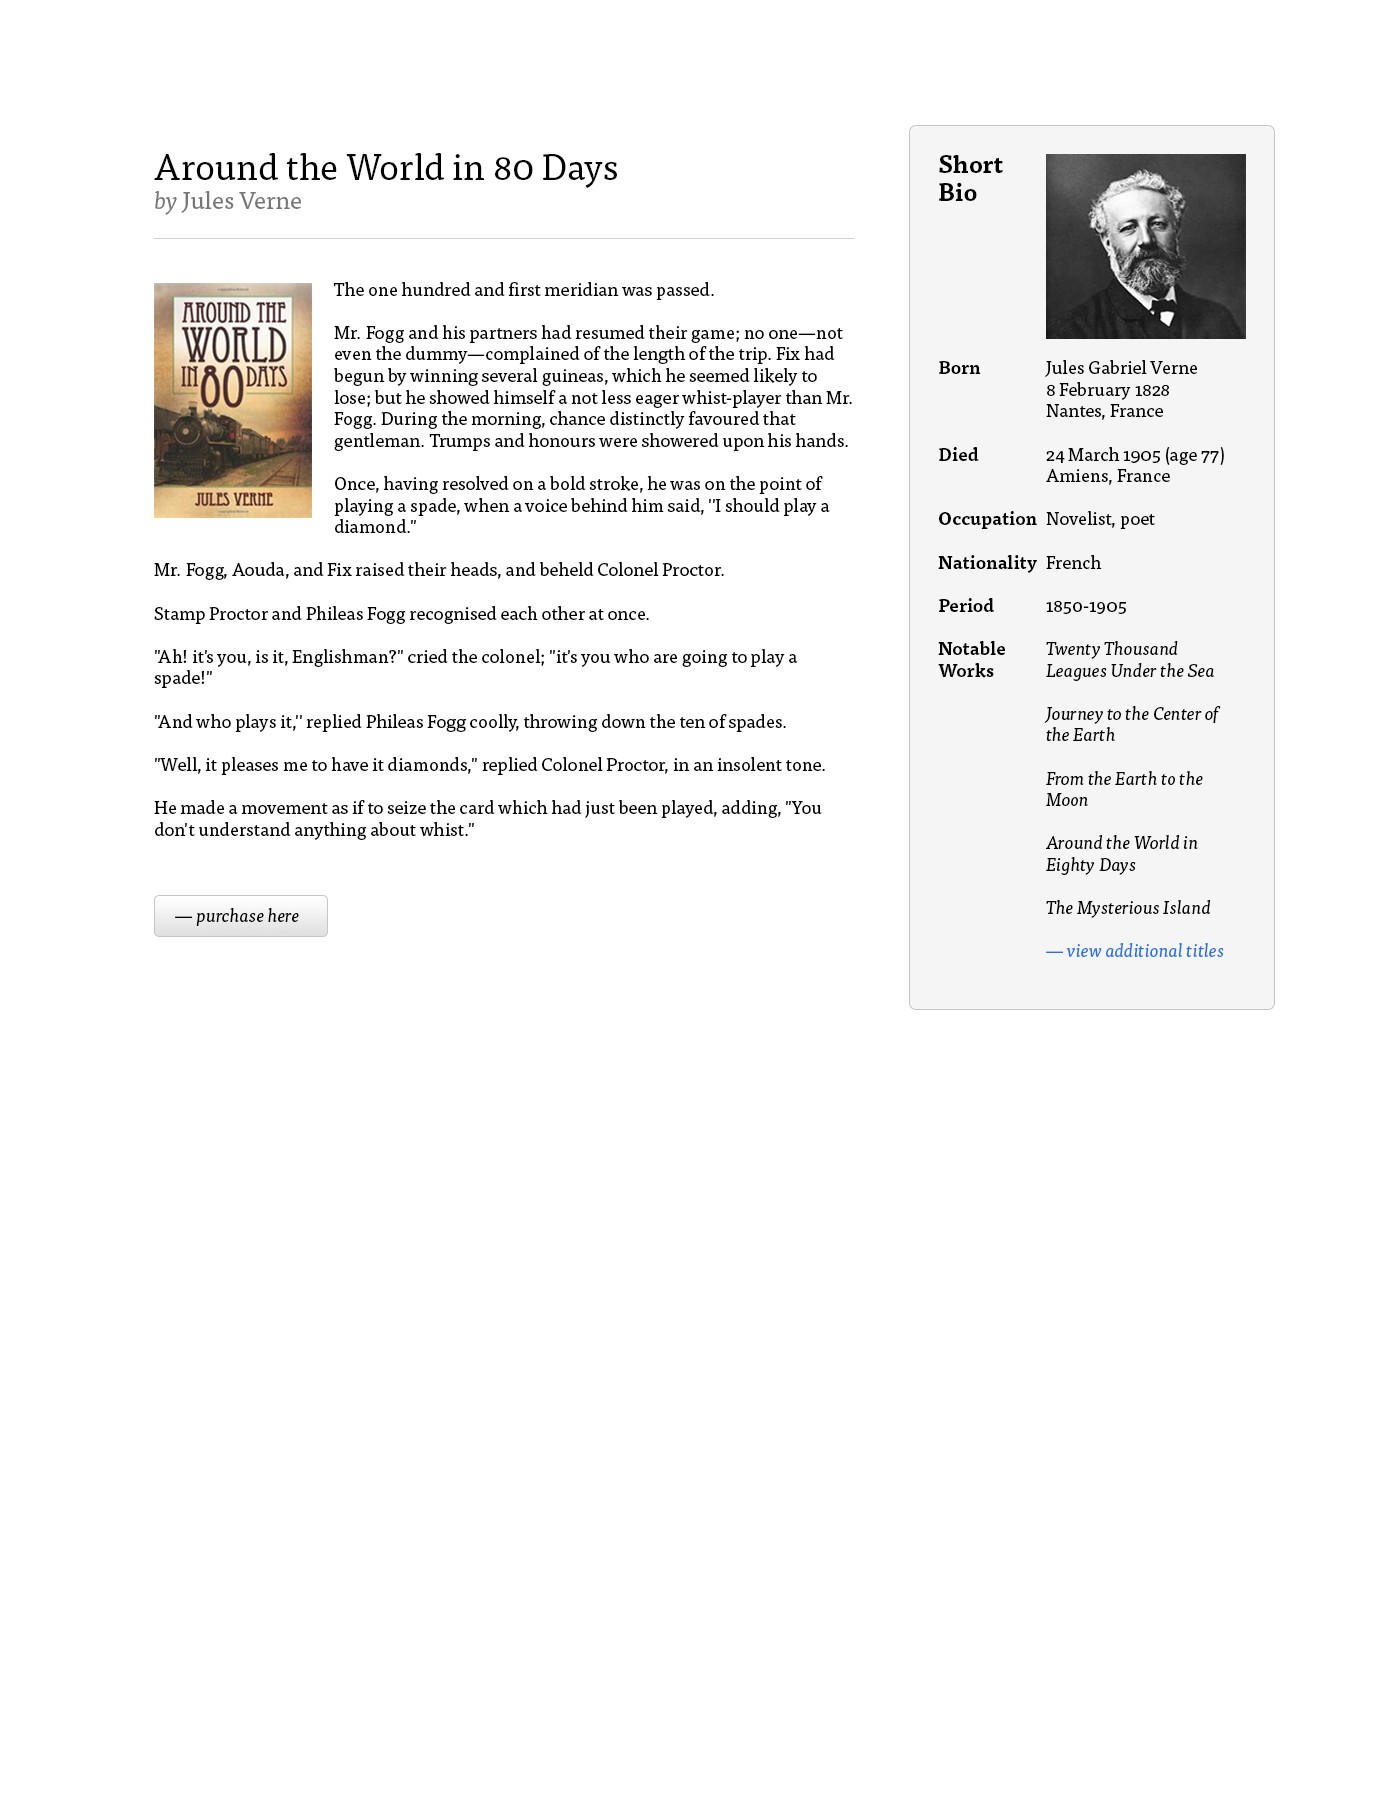 Around the World in 80 Days
by Jules Verne
AROUND THE
WORLD
IN 80 DAYS
JULES VERNE
The one hundred and first meridian was passed.
Mr. Fogg and his partners had resumed their game; no one—not
even the dummy—complained of the length of the trip. Fix had
begun by winning several guineas, which he seemed likely to
lose; but he showed himself a not less eager whist-player than Mr.
Fogg. During the morning, chance distinctly favoured that
gentleman. Trumps and honours were showered upon his hands.
Once, having resolved on a bold stroke, he was on the point of
playing a spade, when a voice behind him said, "I should play a
diamond."
Mr. Fogg, Aouda, and Fix raised their heads, and beheld Colonel Proctor.
Stamp Proctor and Phileas Fogg recognised each other at once.
"Ah! it's you, is it, Englishman?" cried the colonel; "it's you who are going to play a
spade!"
"And who plays it," replied Phileas Fogg coolly, throwing down the ten of spades.
"Well, it pleases me to have it diamonds," replied Colonel Proctor, in an insolent tone.
He made a movement as if to seize the card which had just been played, adding, "You
don't understand anything about whist."
— purchase here
Short
Bio
Born Jules Gabriel Verne
8 February 1828
Nantes, France
Died 24 March 1905 (age 77)
Amiens, France
Occupation Novelist, poet
Nationality French
Period 1850-1905
Notable Twenty Thousand
Works Leagues Under the Sea
Journey to the Center of
the Earth
From the Earth to the
Moon
Around the World in
Eighty Days
The Mysterious Island
— view additional titles